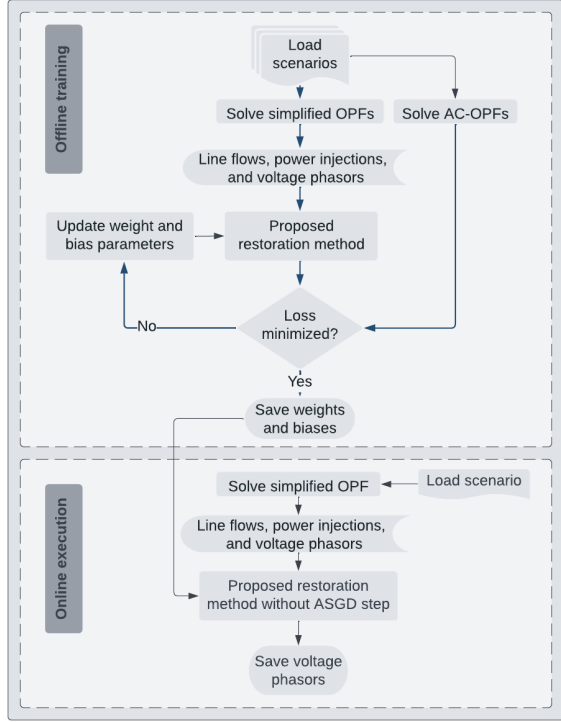 Offline training
Load
scenarios
Solve simplified OPFs
Solve AC-OPFs
Line flows, power injections,
and voltage phasors
Update weight and
bias parameters
Proposed
restoration method
Loss
minimized?
No
Yes
Save weights
and biases
Online execution
Solve simplified OPF
Load scenario
Line flows, power injections,
and voltage phasors
Proposed restoration
method without ASGD step
Save voltage
phasors